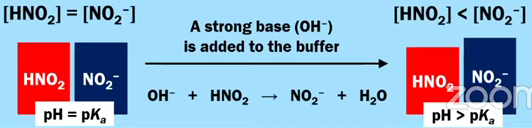 [HNO₂] = [NO₂⁻]
HNO₂
NO₂⁻
pH = pKₐ
A strong base (OH⁻)
is added to the buffer
OH⁻ + HNO₂ → NO₂⁻ + H₂O
[HNO₂] < [NO₂⁻]
HNO₂
NO₂⁻
pH > pKₐ
zoom